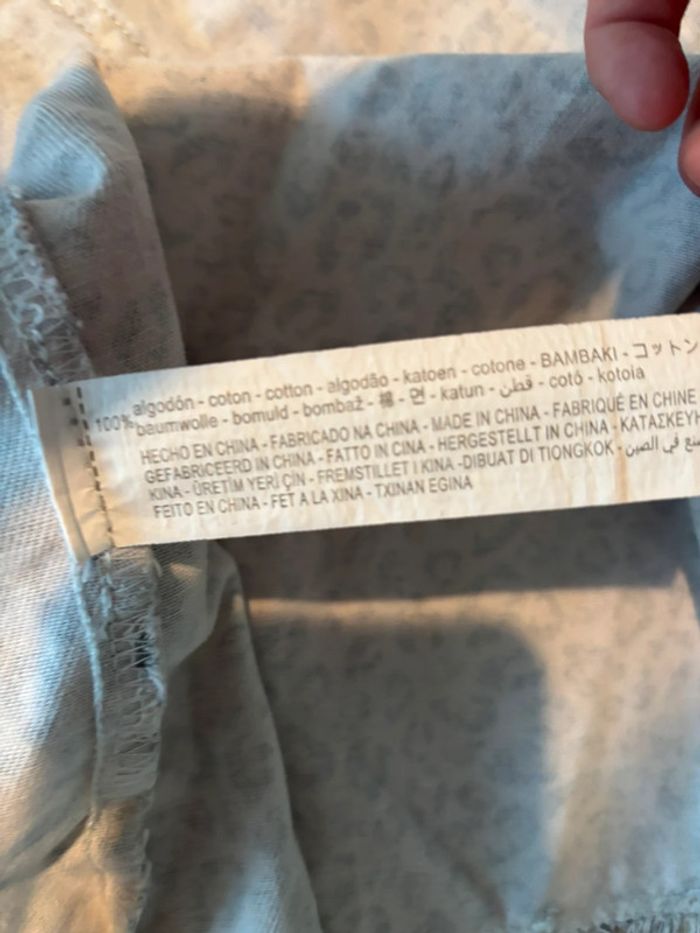 100%
algodón - coton - cotton - algodão - katoen - cotone - BAMBAKI - コットン
baumwolle - bomuld - bombaž - 棉 - 면 - katun - قطن - cotó - kotoia
HECHO EN CHINA - FABRICADO NA CHINA - MADE IN CHINA - FABRIQUÉ EN CHINE
GEFABRICEERD IN CHINA - FATTO IN CINA - HERGESTELLT IN CHINA -
KINA - ÜRETİM YERİ ÇİN - FREMSTILLET I KINA -DIBUAT DI TIONGKOK - في الصين
FEITO EN CHINA - FET A LA XINA - TXINAN EGINA